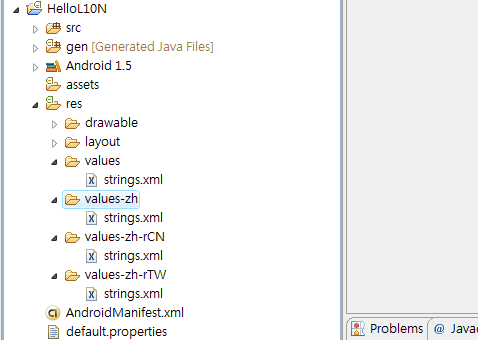 HelloL10N
src
gen [Generated Java Files]
Android 1.5
assets
res
drawable
layout
values
strings.xml
values-zh
strings.xml
values-zh-rCN
strings.xml
values-zh-rTW
strings.xml
AndroidManifest.xml
default.properties
Problems @ Javac